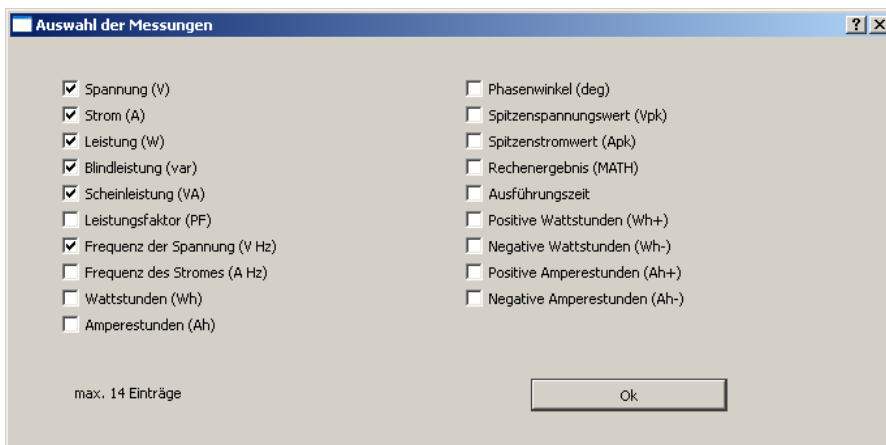 Auswahl der Messungen
Spannung (V)
Strom (A)
Leistung (W)
Blindleistung (var)
Scheinleistung (VA)
Leistungsfaktor (PF)
Frequenz der Spannung (V Hz)
Frequenz des Stromes (A Hz)
Wattstunden (Wh)
Amperestunden (Ah)
Phasenwinkel (deg)
Spitzenspannungswert (Vpk)
Spitzenstromwert (Apk)
Rechenergebnis (MATH)
Ausführungszeit
Positive Wattstunden (Wh+)
Negative Wattstunden (Wh-)
Positive Amperestunden (Ah+)
Negative Amperestunden (Ah-)
max. 14 Einträge
Ok